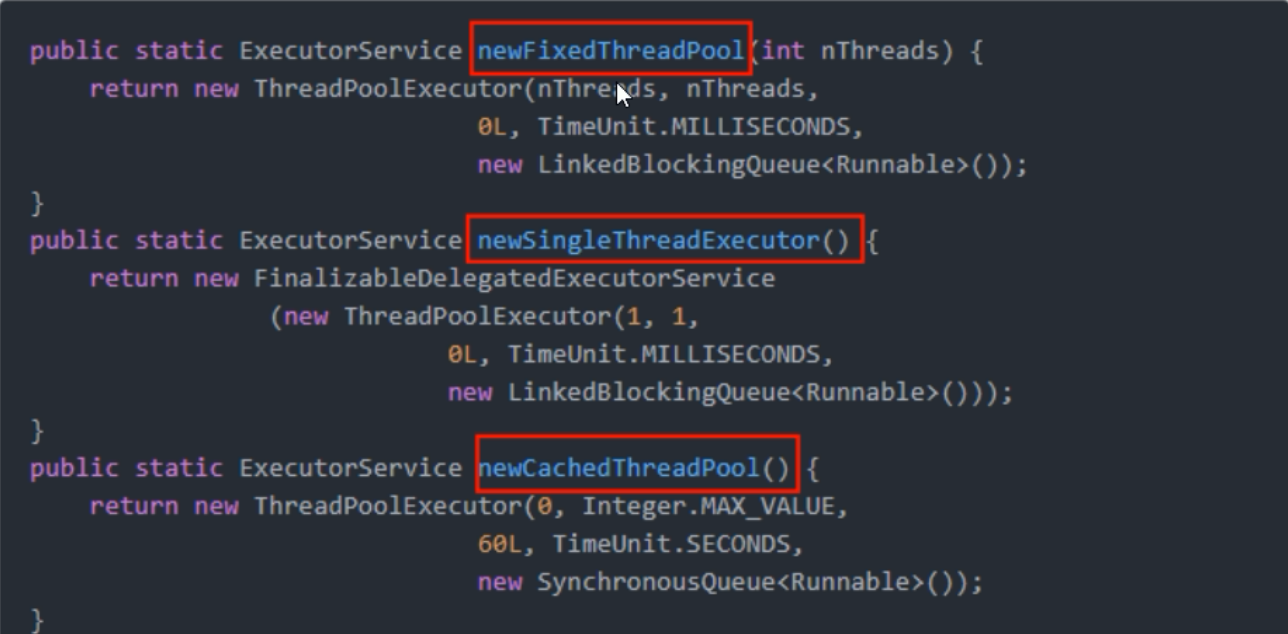 public static ExecutorService newFixedThreadPool(int nThreads) {
    return new ThreadPoolExecutor(nThreads, nThreads,
                              0L, TimeUnit.MILLISECONDS,
                              new LinkedBlockingQueue<Runnable>());
}
public static ExecutorService newSingleThreadExecutor() {
    return new FinalizableDelegatedExecutorService
                (new ThreadPoolExecutor(1, 1,
                            0L, TimeUnit.MILLISECONDS,
                            new LinkedBlockingQueue<Runnable>()));
}
public static ExecutorService newCachedThreadPool() {
    return new ThreadPoolExecutor(0, Integer.MAX_VALUE,
                              60L, TimeUnit.SECONDS,
                              new SynchronousQueue<Runnable>());
}